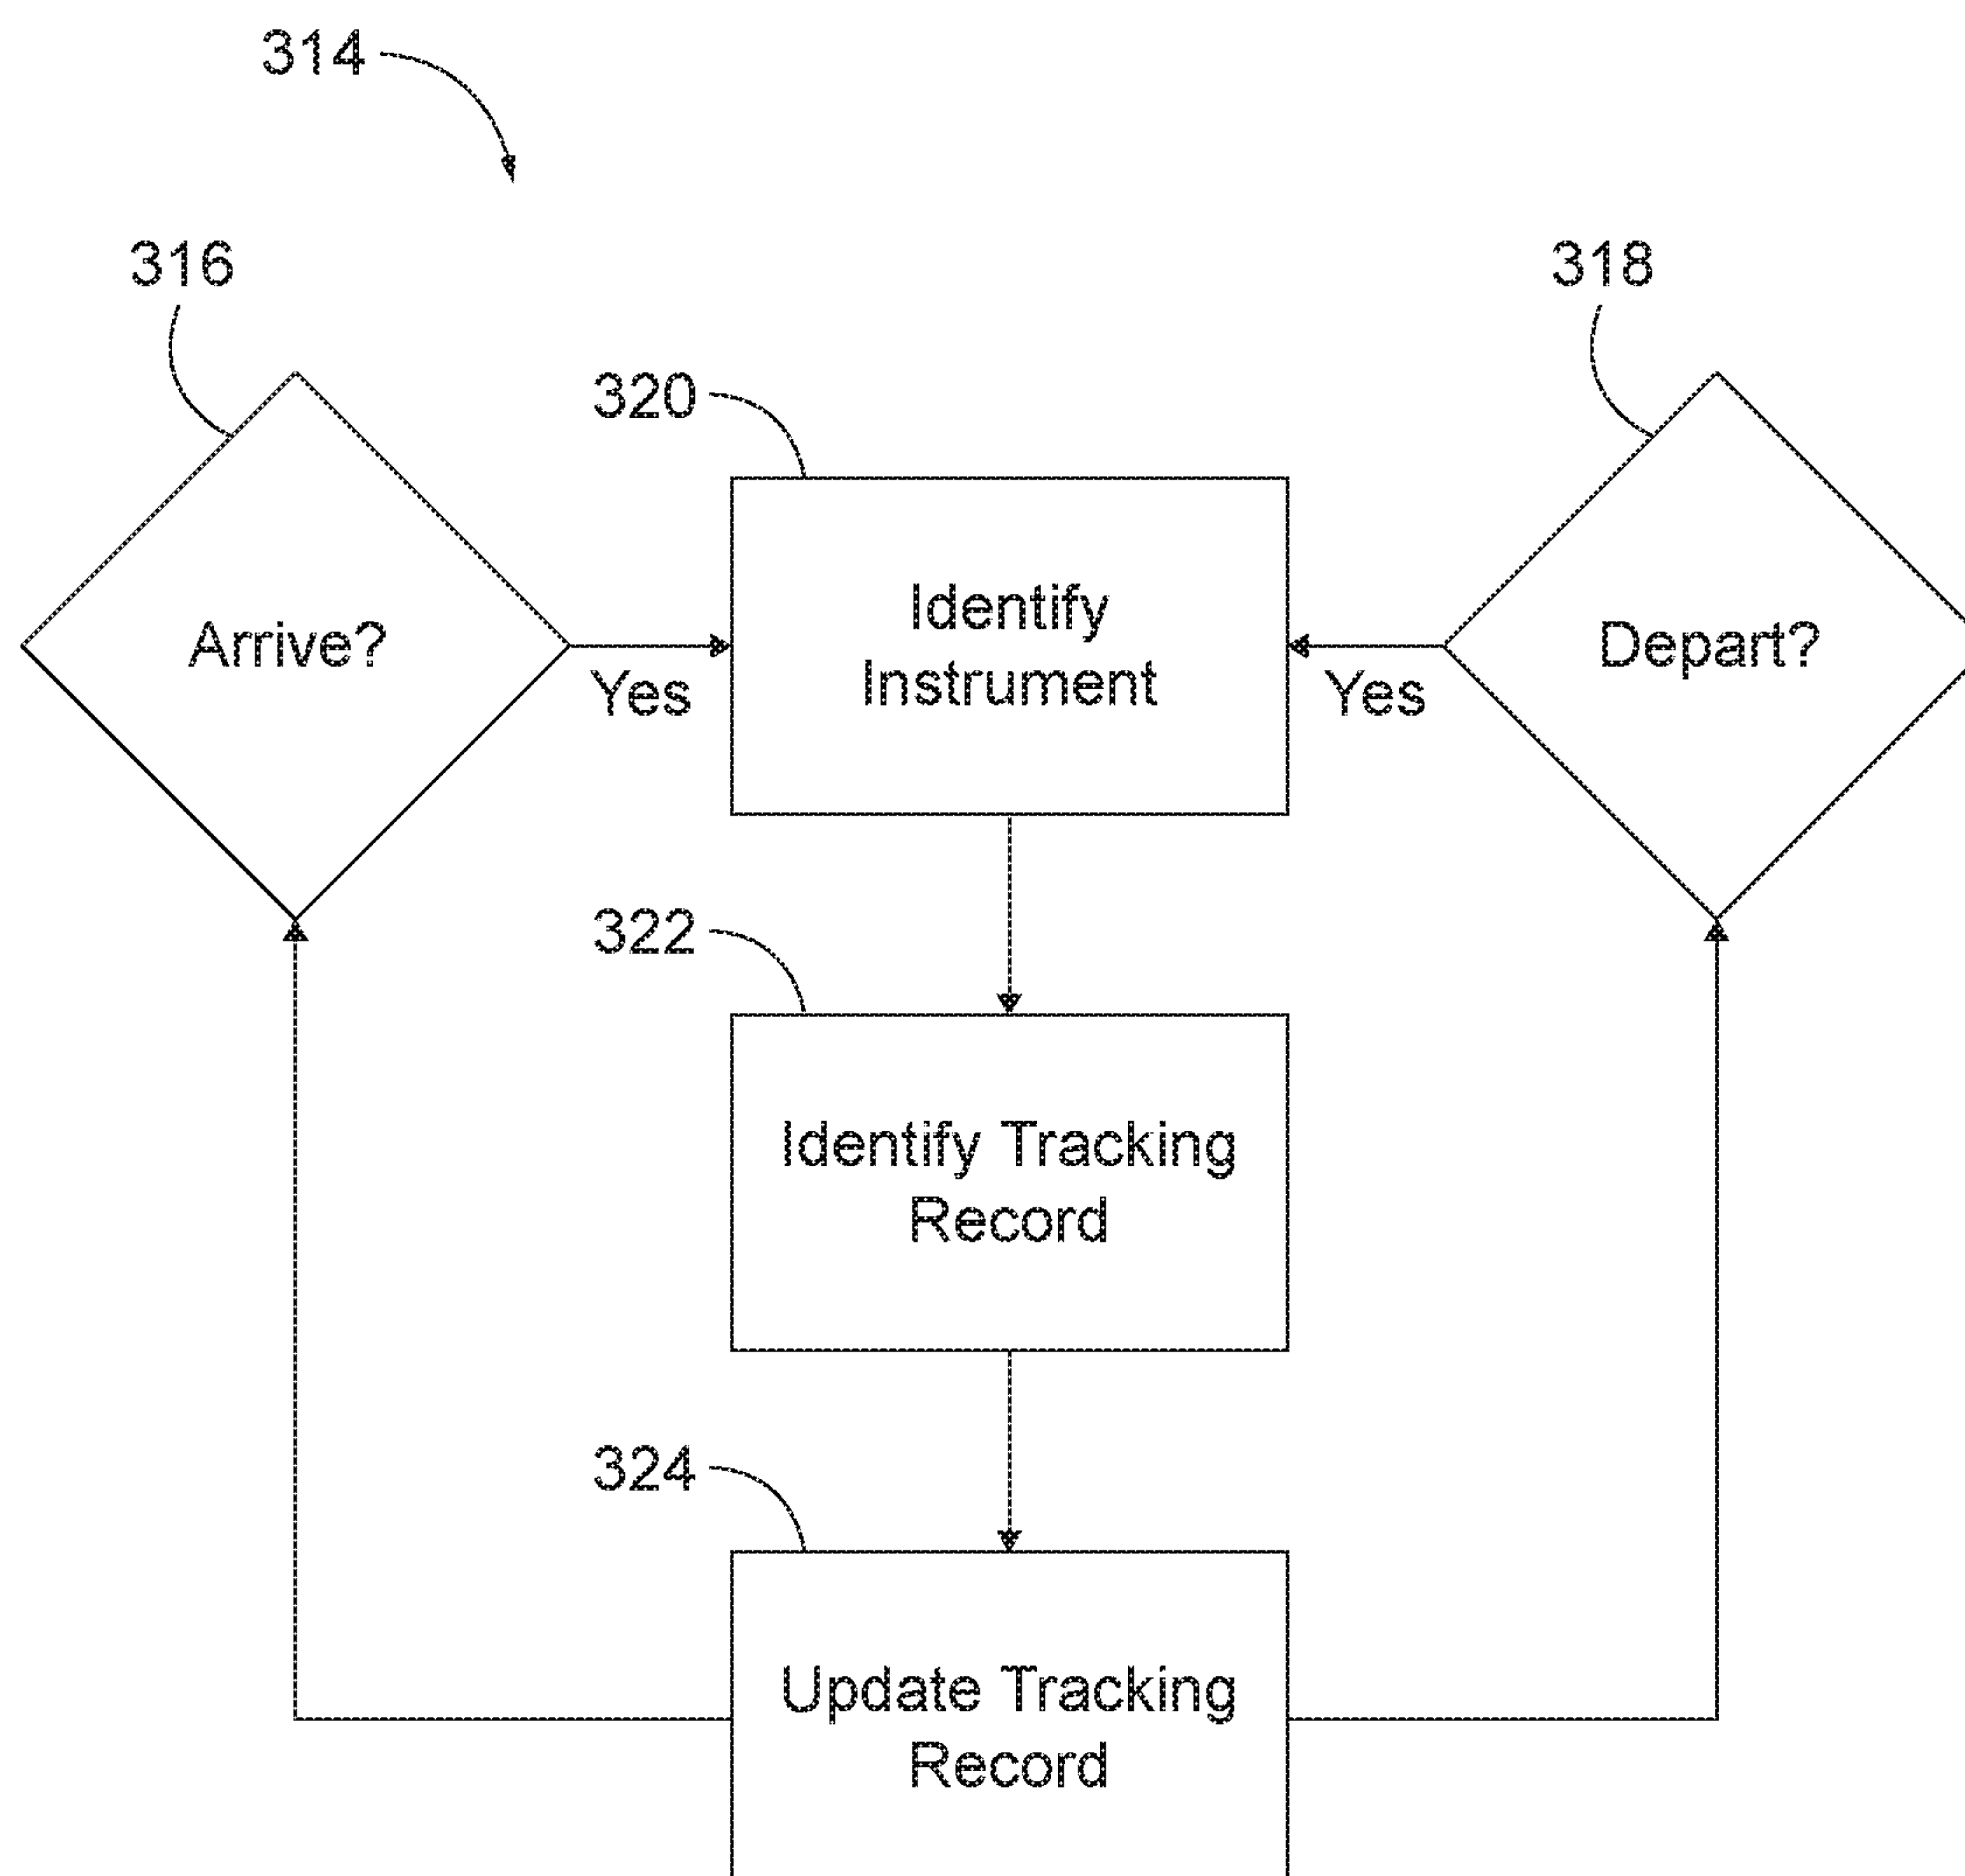 314
316
318
320
Arrive?
Identify
Instrument
Depart?
Yes
Yes
322
Identify Tracking
Record
324
Update Tracking
Record